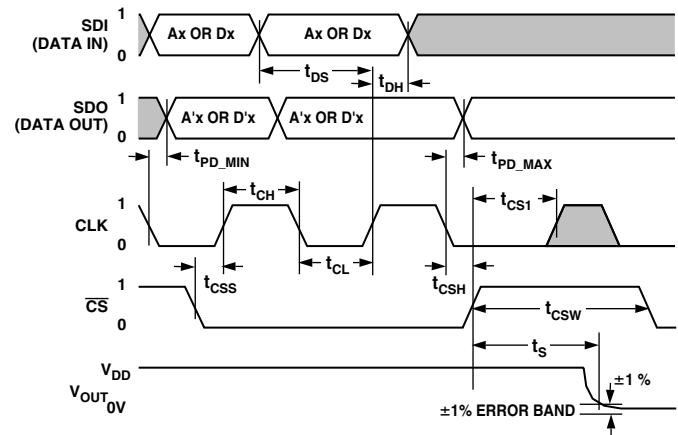 SDI
(DATA IN)
1
0
Ax OR Dx
Ax OR Dx
tDS
tDH
SDO
(DATA OUT)
1
0
A'x OR D'x
A'x OR D'x
tPD_MIN
tPD_MAX
tCH
tCS1
CLK
1
0
tCSS
tCL
tCSH
CS
1
0
tCSW
tS
VDD
VOUT
0V
±1 %
±1% ERROR BAND